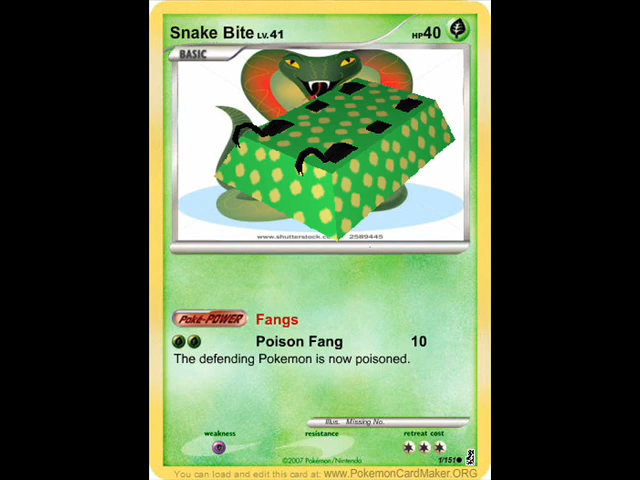 Snake Bite LV.41 HP40
BASIC
www.shutterstock.c 2589445
Poké-POWER Fangs
Poison Fang 10
The defending Pokemon is now poisoned.
Illus. Missing No.
weakness resistance retreat cost
©2007 Pokémon/Nintendo 1/151
You can load and edit this card at: www.PokemonCardMaker.ORG